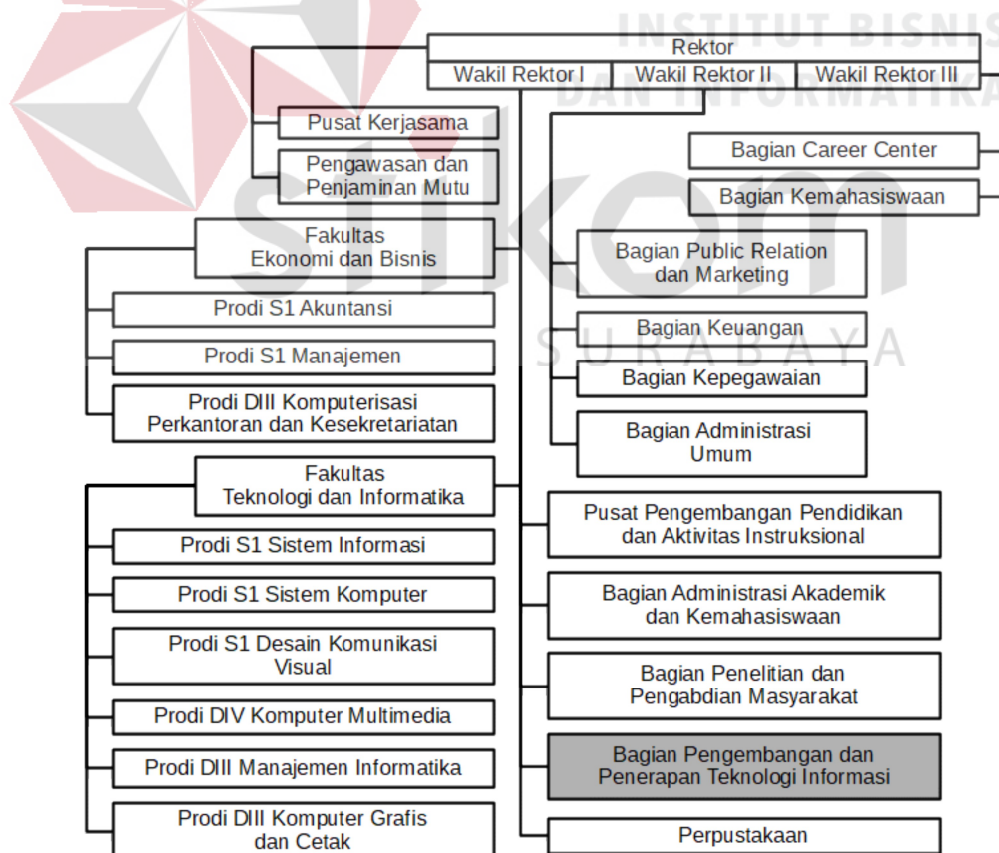 INSTITUT BISNIS
DAN INFORMATIKA
stikom
SURABAYA
Rektor
Wakil Rektor I
Wakil Rektor II
Wakil Rektor III
Pusat Kerjasama
Pengawasan dan
Penjaminan Mutu
Fakultas
Ekonomi dan Bisnis
Prodi S1 Akuntansi
Prodi S1 Manajemen
Prodi DIII Komputerisasi
Perkantoran dan Kesekretariatan
Fakultas
Teknologi dan Informatika
Prodi S1 Sistem Informasi
Prodi S1 Sistem Komputer
Prodi S1 Desain Komunikasi
Visual
Prodi DIV Komputer Multimedia
Prodi DIII Manajemen Informatika
Prodi DIII Komputer Grafis
dan Cetak
Bagian Career Center
Bagian Kemahasiswaan
Bagian Public Relation
dan Marketing
Bagian Keuangan
Bagian Kepegawaian
Bagian Administrasi
Umum
Pusat Pengembangan Pendidikan
dan Aktivitas Instruksional
Bagian Administrasi Akademik
dan Kemahasiswaan
Bagian Penelitian dan
Pengabdian Masyarakat
Bagian Pengembangan dan
Penerapan Teknologi Informasi
Perpustakaan